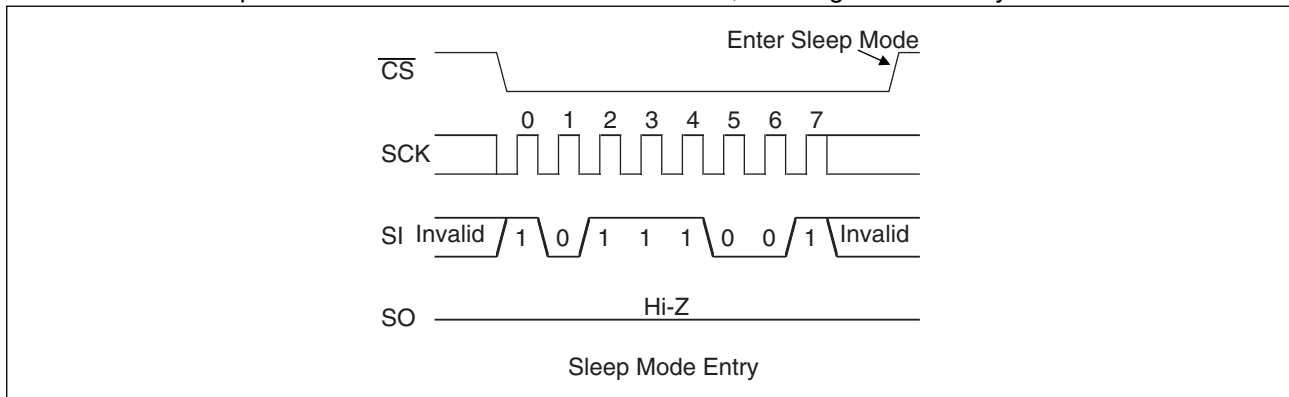 Enter Sleep Mode
CS
0 1 2 3 4 5 6 7
SCK
SI Invalid 1 0 1 1 1 0 0 1 Invalid
Hi-Z
SO
Sleep Mode Entry